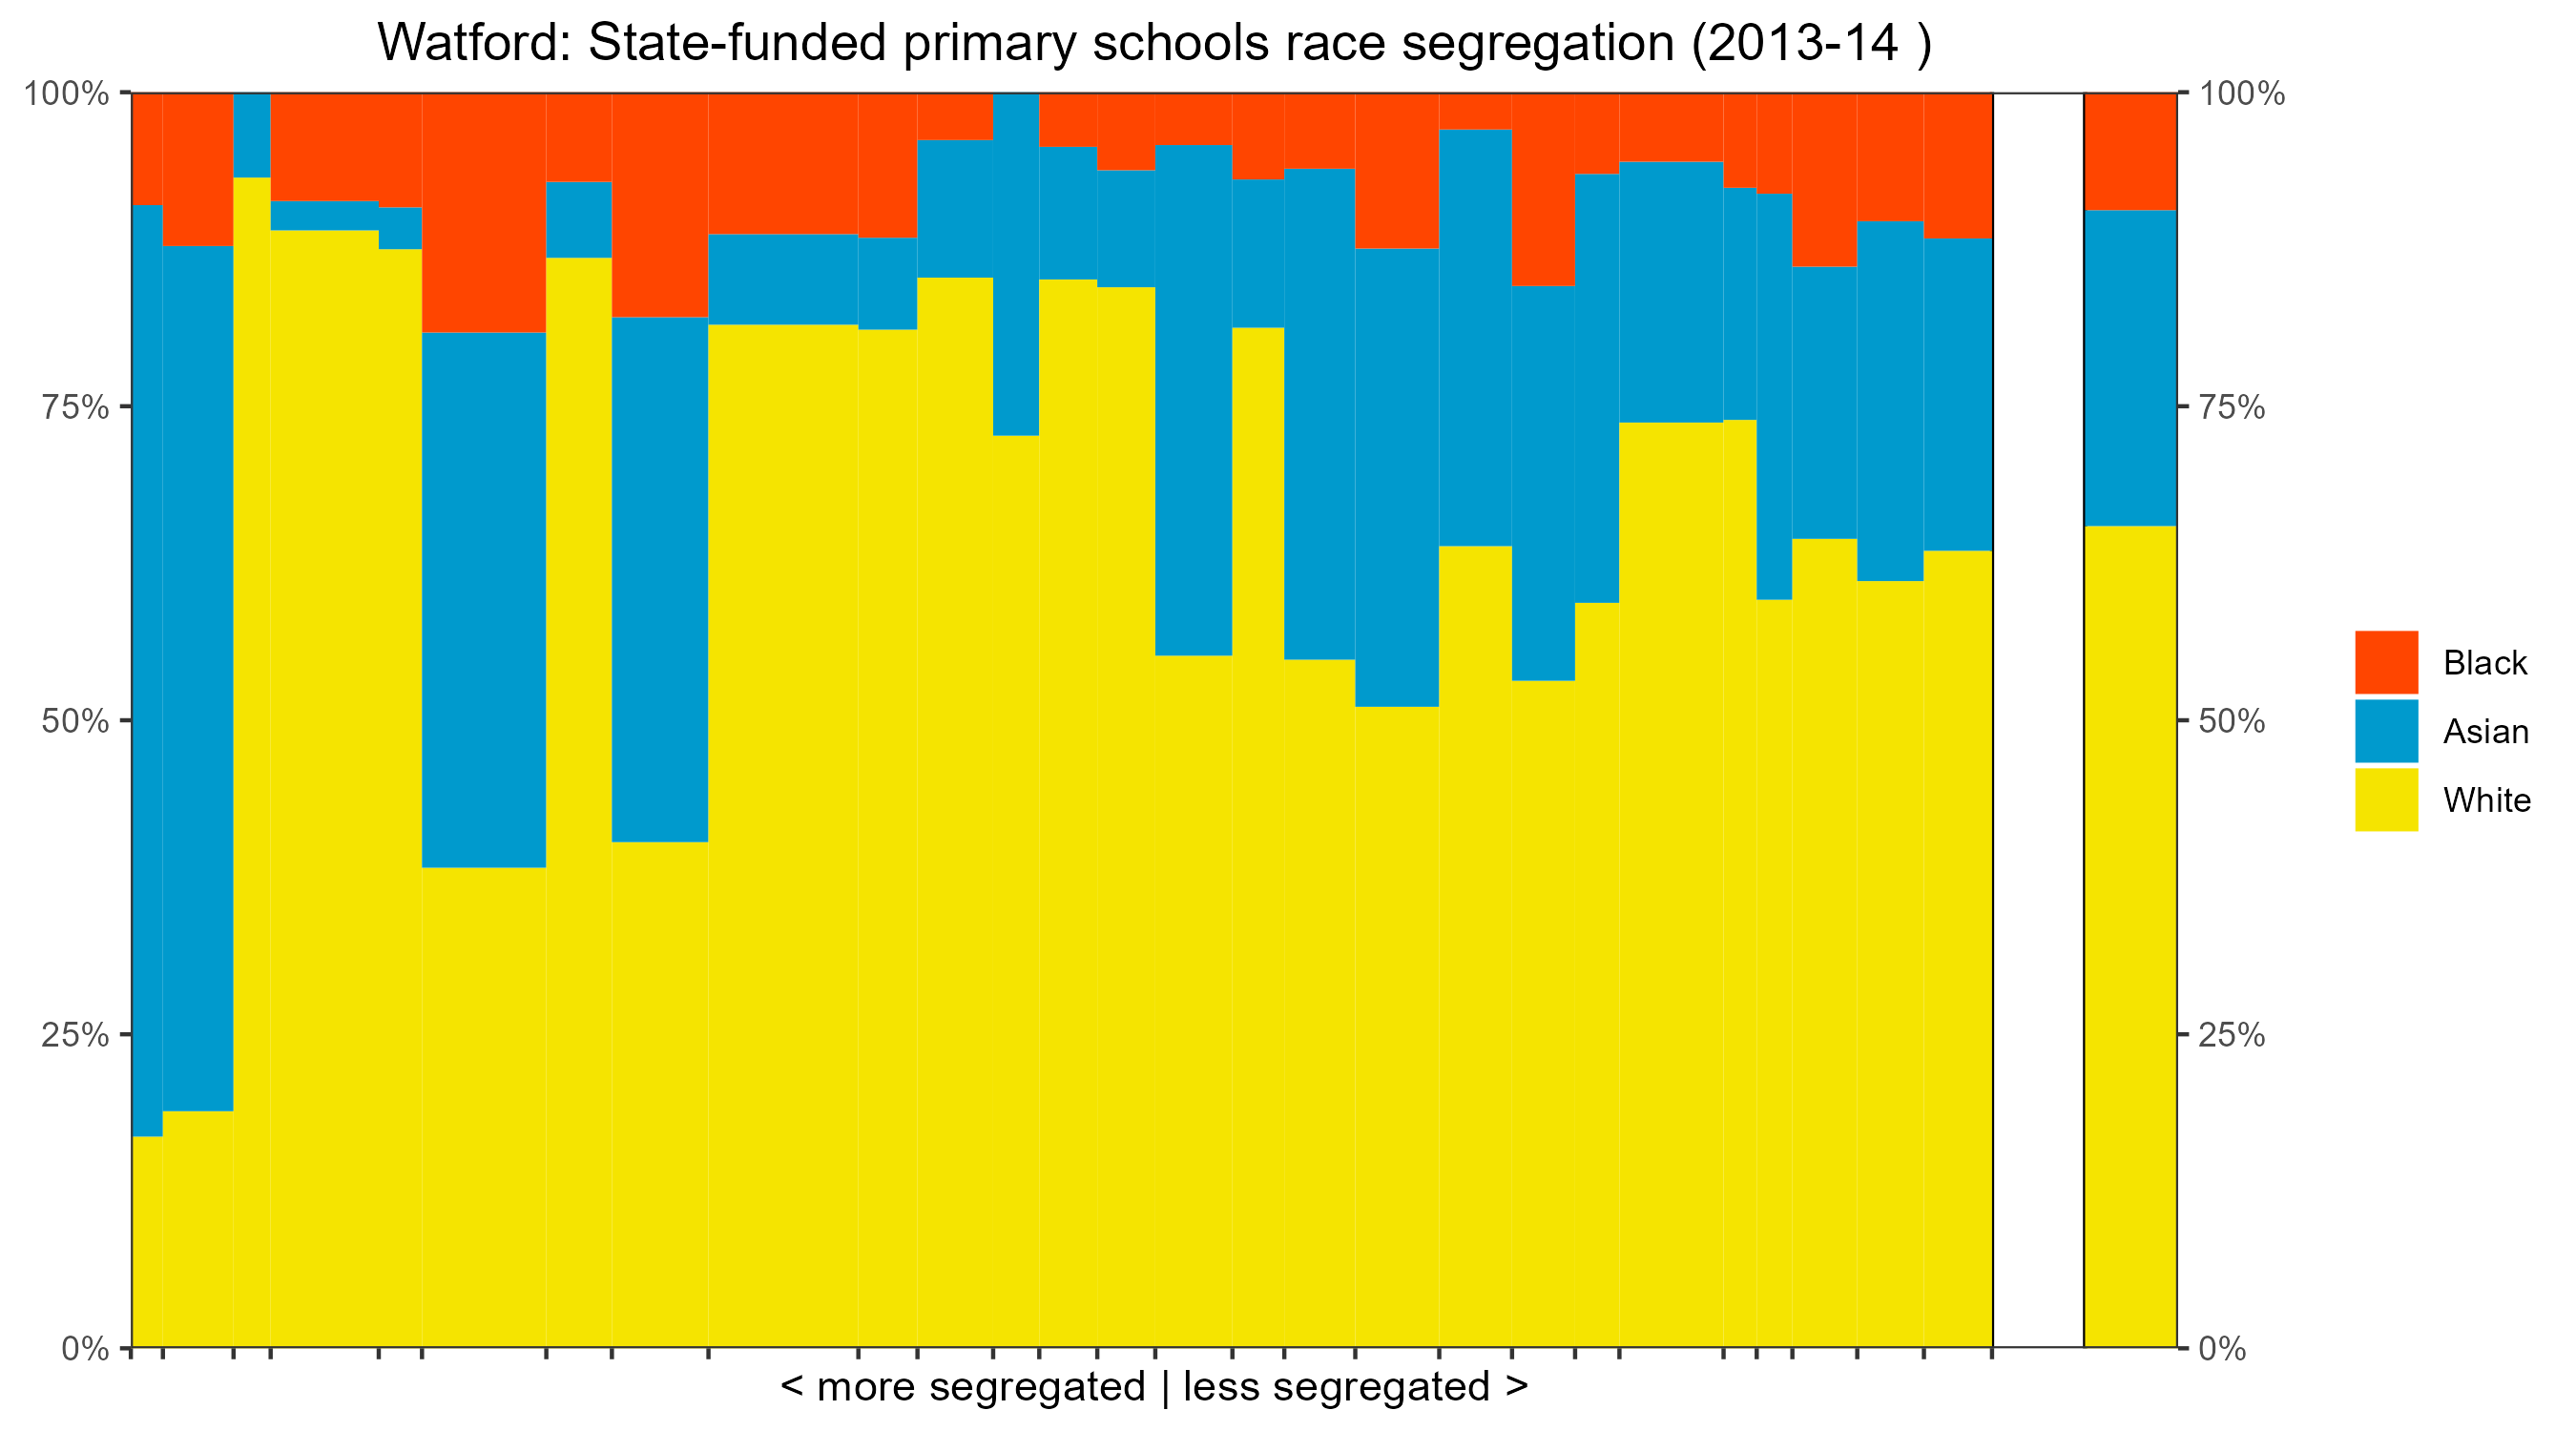 Watford: State-funded primary schools race segregation (2013-14 )
100%
75%
50%
25%
0%
100%
75%
50%
25%
0%
Black
Asian
White
< more segregated | less segregated >